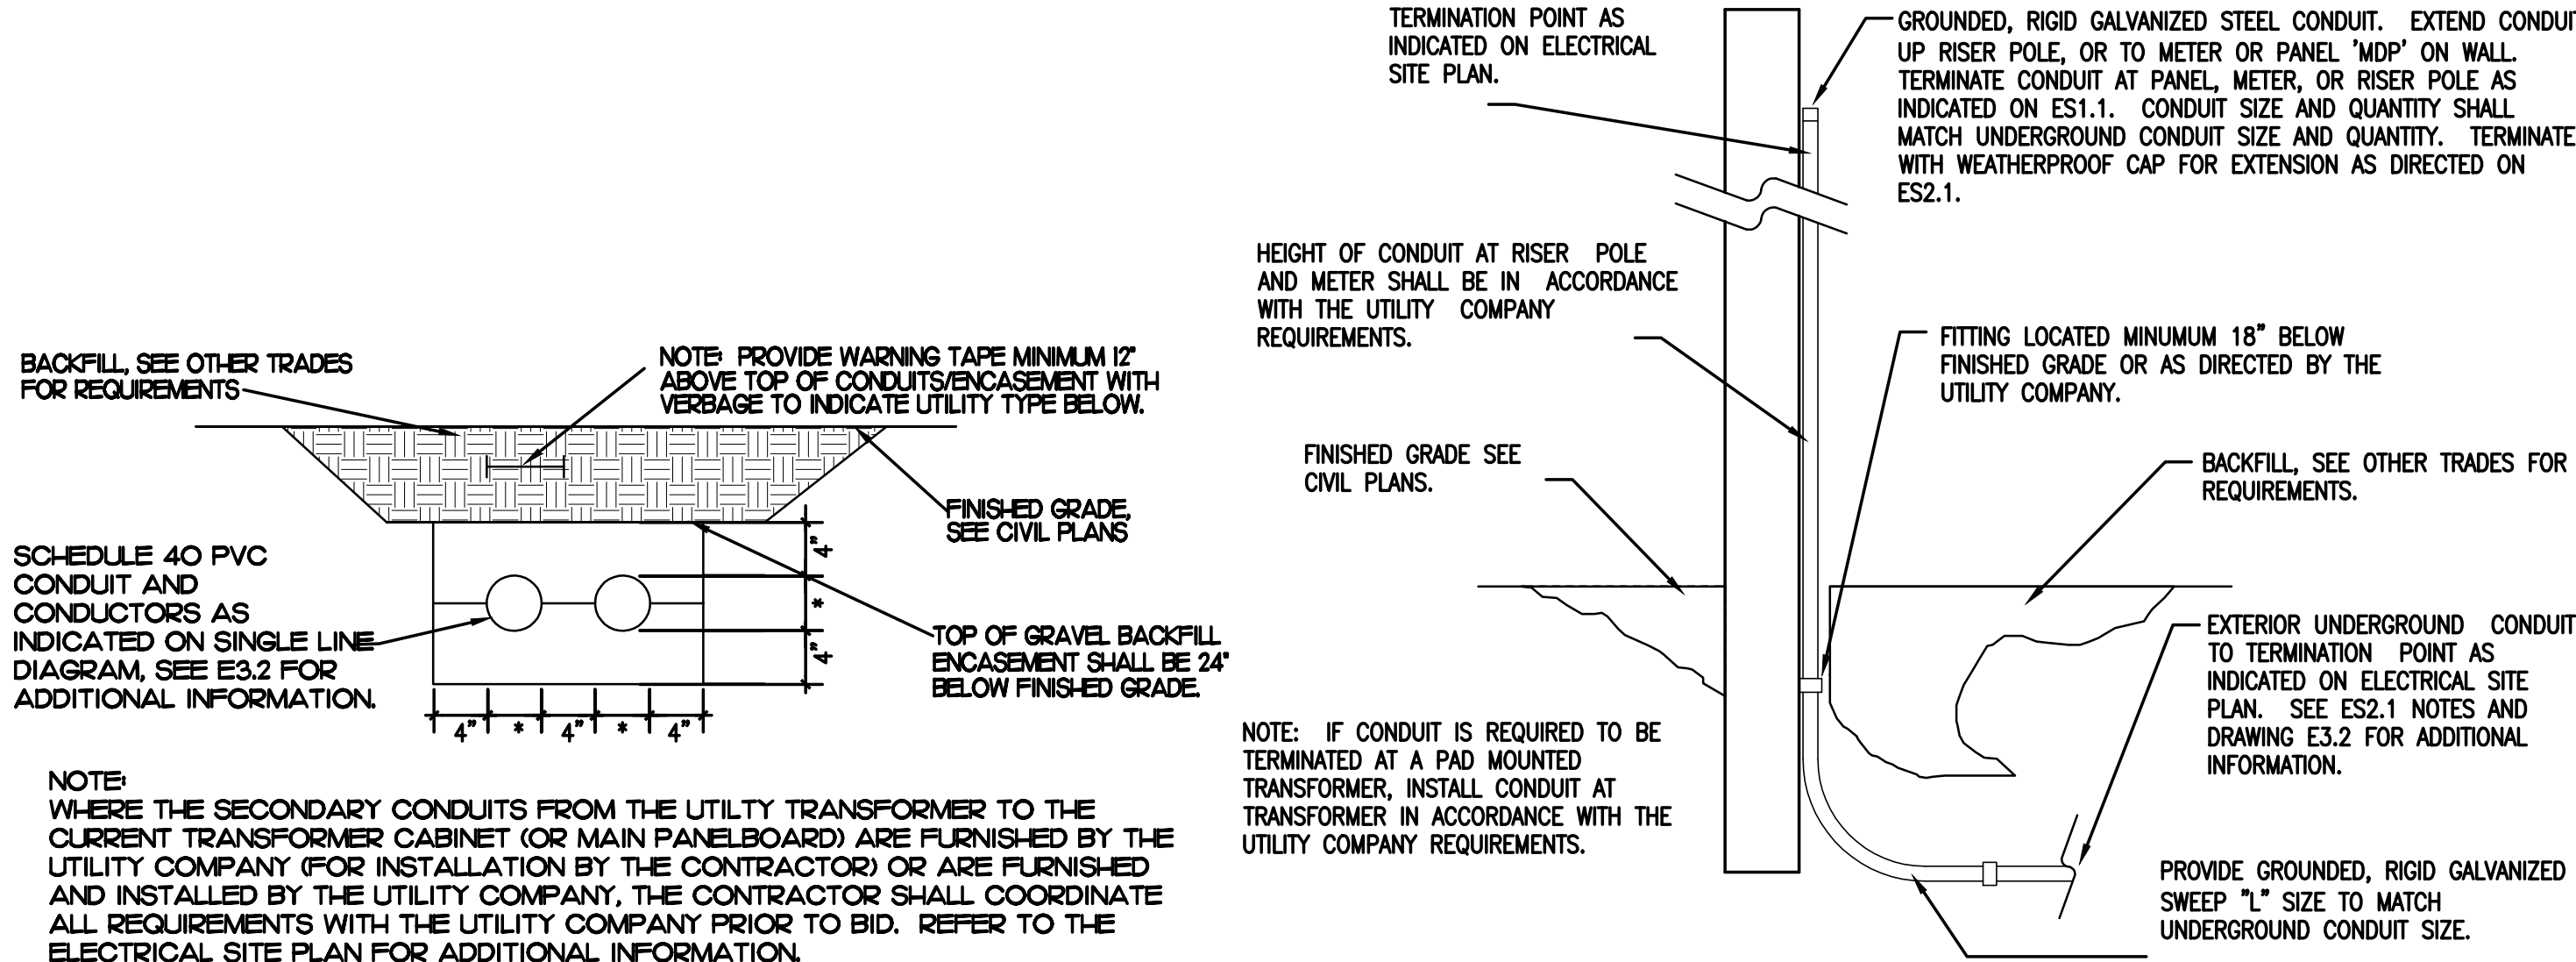 BACKFILL, SEE OTHER TRADES
FOR REQUIREMENTS
NOTE: PROVIDE WARNING TAPE MINIMUM 12"
ABOVE TOP OF CONDUITS/ENCASEMENT WITH
VERBAGE TO INDICATE UTILITY TYPE BELOW.
FINISHED GRADE,
SEE CIVIL PLANS
SCHEDULE 40 PVC
CONDUIT AND
CONDUCTORS AS
INDICATED ON SINGLE LINE
DIAGRAM, SEE E3.2 FOR
ADDITIONAL INFORMATION.
4"
*
4"
TOP OF GRAVEL BACKFILL
ENCASEMENT SHALL BE 24"
BELOW FINISHED GRADE.
4" * 4" * 4"
NOTE:
WHERE THE SECONDARY CONDUITS FROM THE UTILTY TRANSFORMER TO THE
CURRENT TRANSFORMER CABINET (OR MAIN PANELBOARD) ARE FURNISHED BY THE
UTILITY COMPANY (FOR INSTALLATION BY THE CONTRACTOR) OR ARE FURNISHED
AND INSTALLED BY THE UTILITY COMPANY, THE CONTRACTOR SHALL COORDINATE
ALL REQUIREMENTS WITH THE UTILITY COMPANY PRIOR TO BID. REFER TO THE
ELECTRICAL SITE PLAN FOR ADDITIONAL INFORMATION.
TERMINATION POINT AS
INDICATED ON ELECTRICAL
SITE PLAN.
GROUNDED, RIGID GALVANIZED STEEL CONDUIT. EXTEND CONDUIT
UP RISER POLE, OR TO METER OR PANEL 'MDP' ON WALL.
TERMINATE CONDUIT AT PANEL, METER, OR RISER POLE AS
INDICATED ON ES1.1. CONDUIT SIZE AND QUANTITY SHALL
MATCH UNDERGROUND CONDUIT SIZE AND QUANTITY. TERMINATE
WITH WEATHERPROOF CAP FOR EXTENSION AS DIRECTED ON
ES2.1.
HEIGHT OF CONDUIT AT RISER POLE
AND METER SHALL BE IN ACCORDANCE
WITH THE UTILITY COMPANY
REQUIREMENTS.
FITTING LOCATED MINUMUM 18" BELOW
FINISHED GRADE OR AS DIRECTED BY THE
UTILITY COMPANY.
FINISHED GRADE SEE
CIVIL PLANS.
BACKFILL, SEE OTHER TRADES FOR
REQUIREMENTS.
EXTERIOR UNDERGROUND CONDUIT
TO TERMINATION POINT AS
INDICATED ON ELECTRICAL SITE
PLAN. SEE ES2.1 NOTES AND
DRAWING E3.2 FOR ADDITIONAL
INFORMATION.
NOTE: IF CONDUIT IS REQUIRED TO BE
TERMINATED AT A PAD MOUNTED
TRANSFORMER, INSTALL CONDUIT AT
TRANSFORMER IN ACCORDANCE WITH THE
UTILITY COMPANY REQUIREMENTS.
PROVIDE GROUNDED, RIGID GALVANIZED
SWEEP "L" SIZE TO MATCH
UNDERGROUND CONDUIT SIZE.